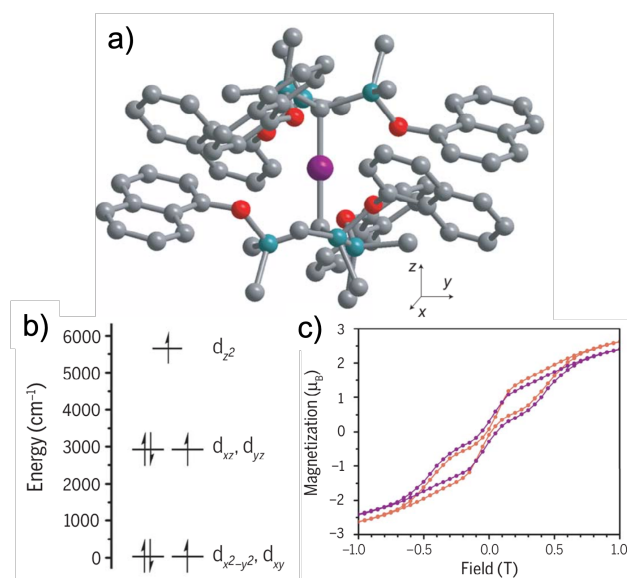 a)
z
y
x
b)
6000
5000
4000
3000
2000
1000
0
Energy (cm⁻¹)
d_z²
d_xz, d_yz
d_x²−y², d_xy
c)
3
2
1
0
−1
−2
−3
Magnetization (μ_B)
−1.0 −0.5 0.0 0.5 1.0
Field (T)